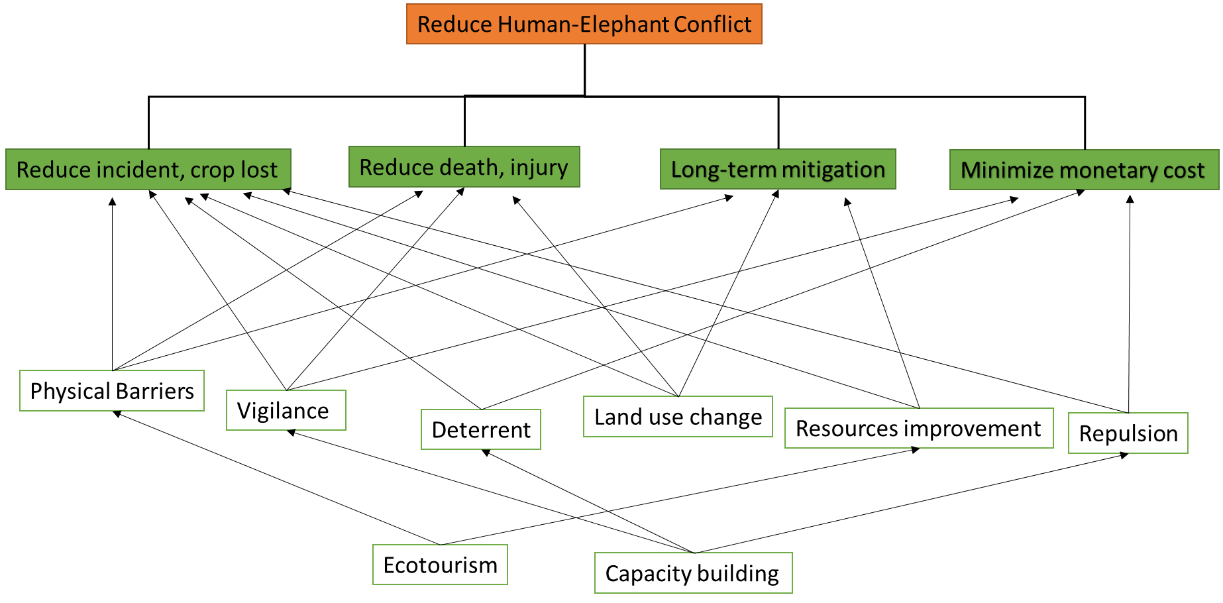 Reduce Human-Elephant Conflict
Reduce incident, crop lost
Reduce death, injury
Long-term mitigation
Minimize monetary cost
Physical Barriers
Vigilance
Deterrent
Land use change
Resources improvement
Repulsion
Ecotourism
Capacity building